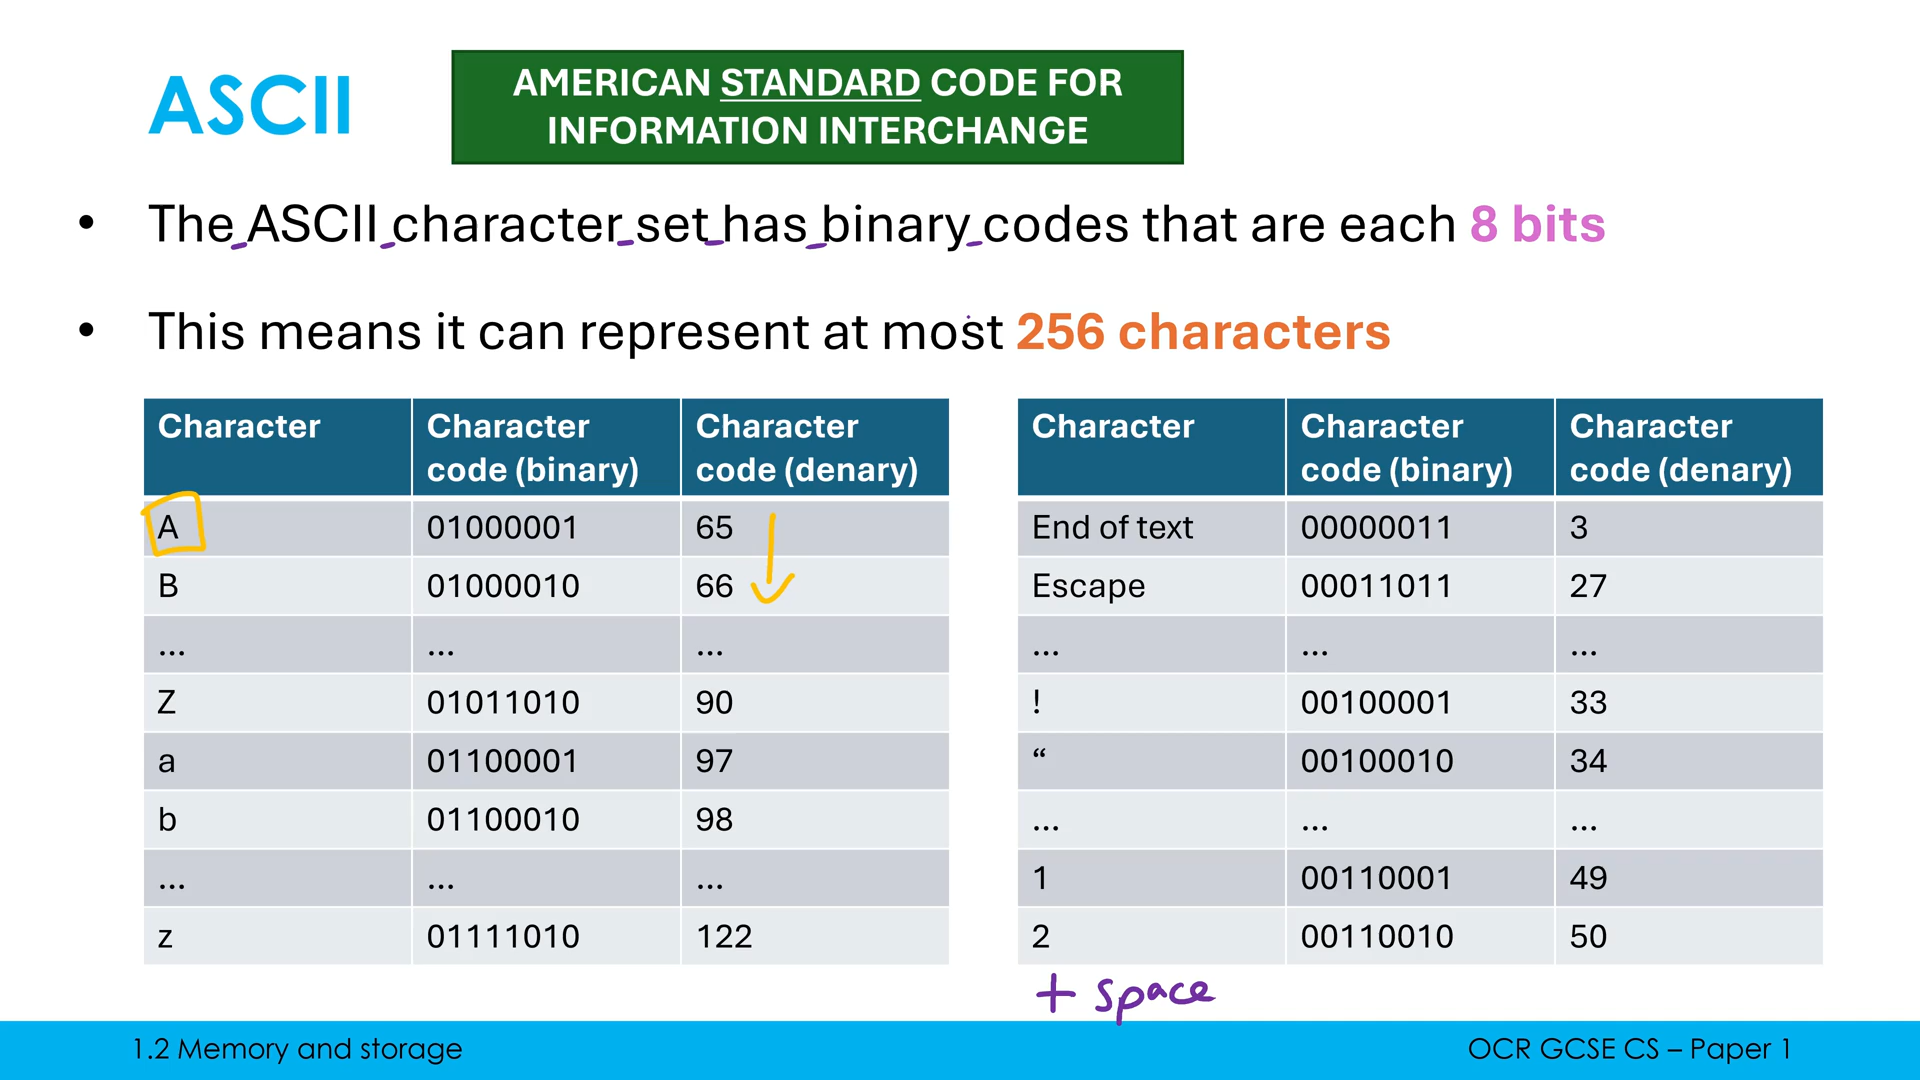 ASCII
AMERICAN STANDARD CODE FOR
INFORMATION INTERCHANGE
• The ASCII character set has binary codes that are each 8 bits
• This means it can represent at most 256 characters
Character Character code (binary) Character code (denary)
A 01000001 65
B 01000010 66
... ... ...
Z 01011010 90
a 01100001 97
b 01100010 98
... ... ...
z 01111010 122
Character Character code (binary) Character code (denary)
End of text 00000011 3
Escape 00011011 27
... ... ...
! 00100001 33
“ 00100010 34
... ... ...
1 00110001 49
2 00110010 50
+ space
1.2 Memory and storage
OCR GCSE CS – Paper 1